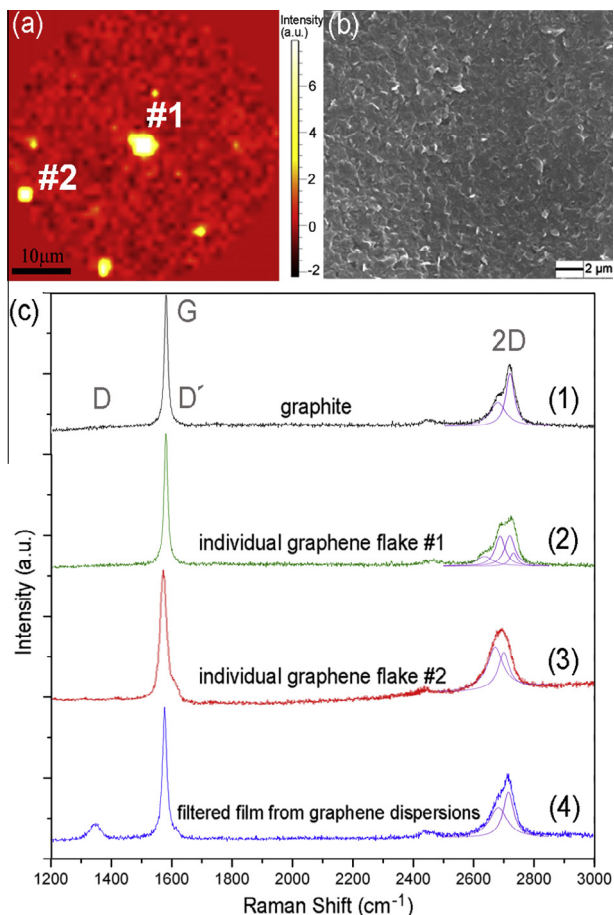 (a)
Intensity
(a.u.)
8
6
4
2
0
-2
#1
#2
10μm
(b)
2 μm
(c)
G
D
D´
2D
graphite
(1)
individual graphene flake #1
(2)
individual graphene flake #2
(3)
filtered film from graphene dispersions
(4)
Intensity (a.u.)
1200 1400 1600 1800 2000 2200 2400 2600 2800 3000
Raman Shift (cm⁻¹)